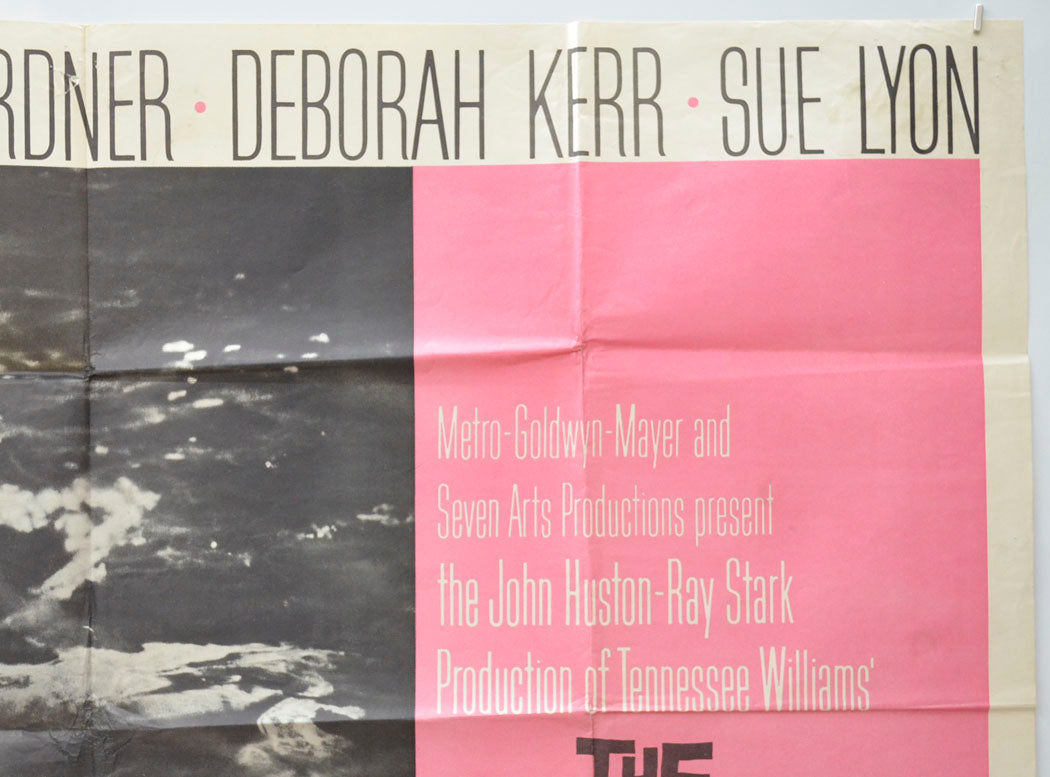 RDNER · DEBORAH KERR · SUE LYON
Metro-Goldwyn-Mayer and
Seven Arts Productions present
the John Huston-Ray Stark
Production of Tennessee Williams'
THE